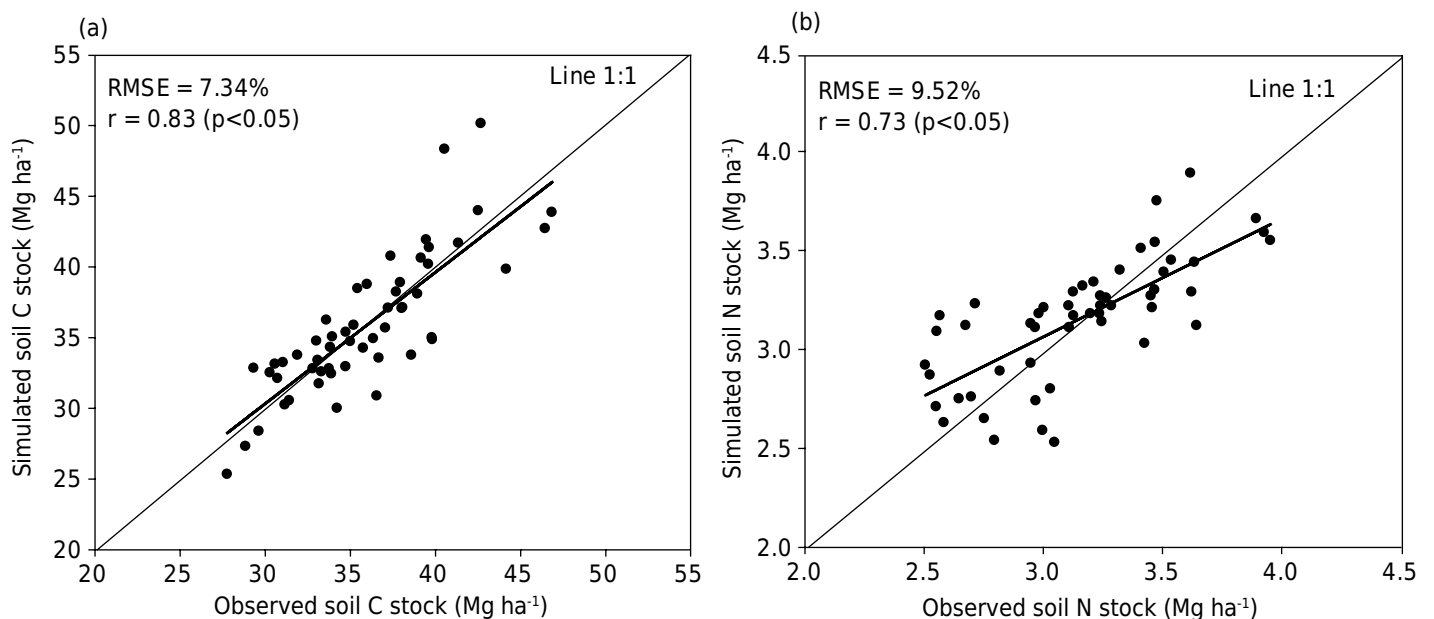 (a)
55
50
45
40
35
30
25
20
20
25
30
35
40
45
50
55
RMSE = 7.34%
r = 0.83 (p<0.05)
Line 1:1
Simulated soil C stock (Mg ha⁻¹)
Observed soil C stock (Mg ha⁻¹)
(b)
4.5
4.0
3.5
3.0
2.5
2.0
2.0
2.5
3.0
3.5
4.0
4.5
RMSE = 9.52%
r = 0.73 (p<0.05)
Line 1:1
Simulated soil N stock (Mg ha⁻¹)
Observed soil N stock (Mg ha⁻¹)